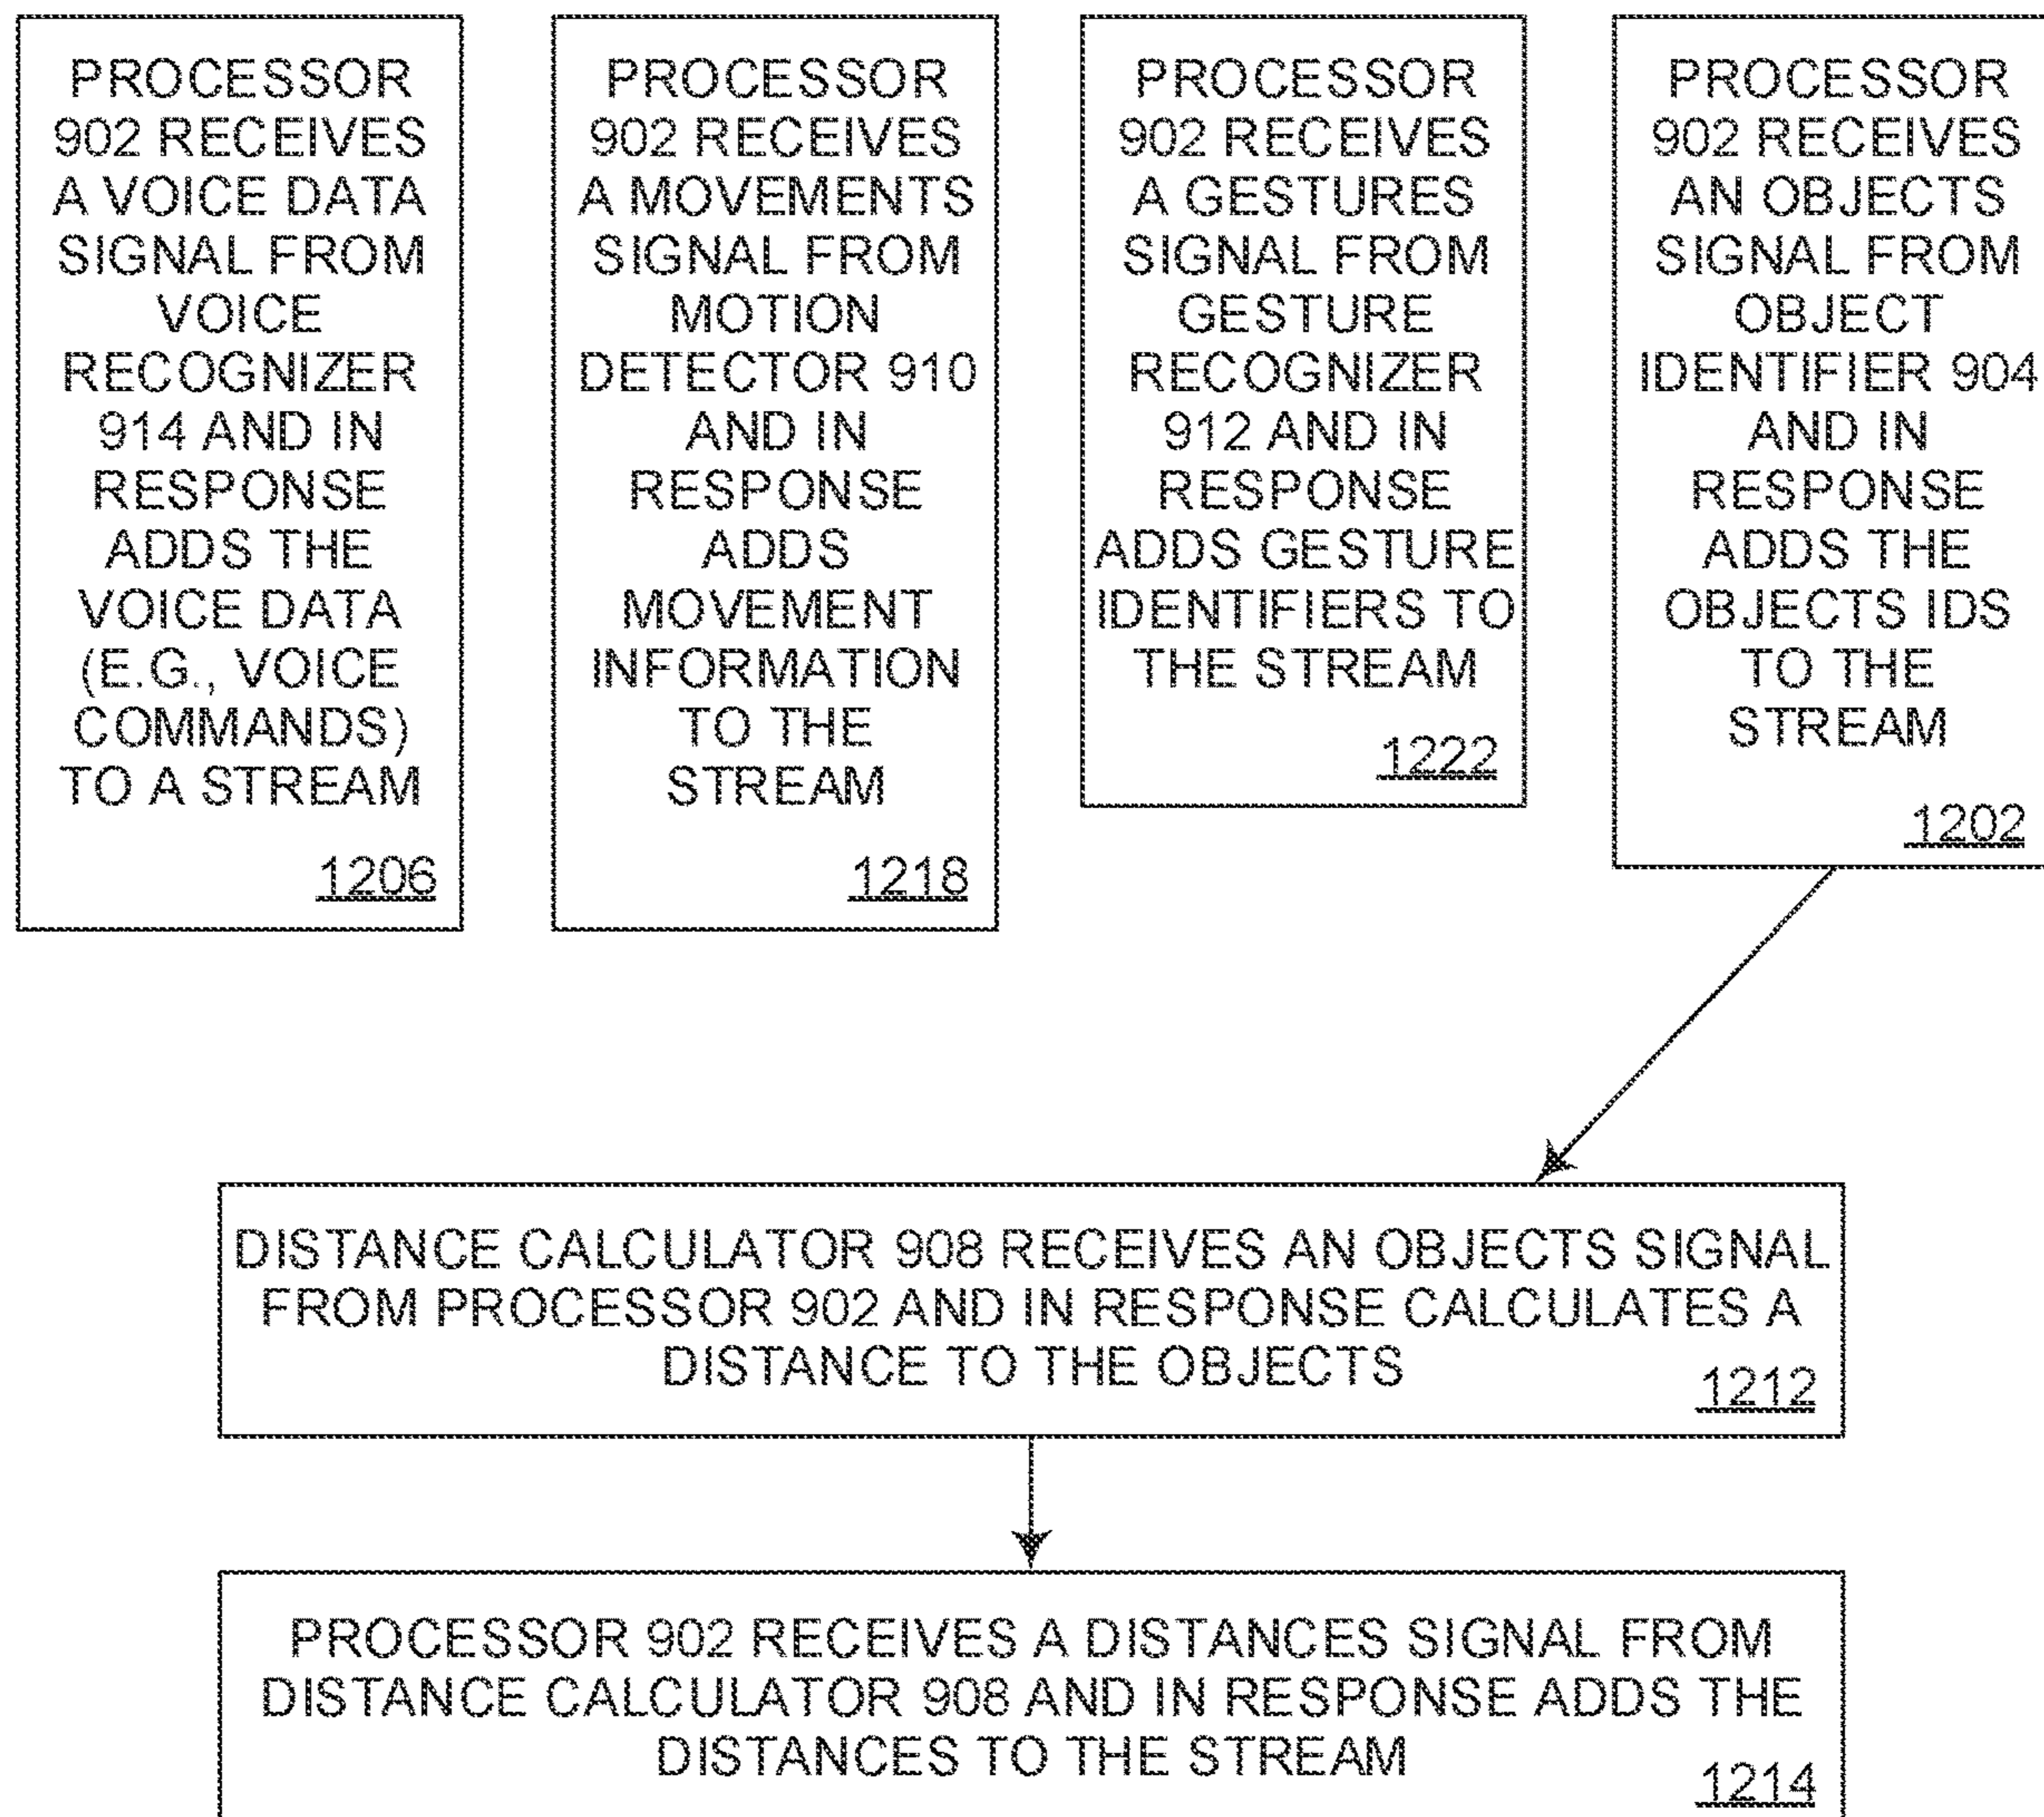 PROCESSOR
902 RECEIVES
A VOICE DATA
SIGNAL FROM
VOICE
RECOGNIZER
914 AND IN
RESPONSE
ADDS THE
VOICE DATA
(E.G., VOICE
COMMANDS)
TO A STREAM
1206
PROCESSOR
902 RECEIVES
A MOVEMENTS
SIGNAL FROM
MOTION
DETECTOR 910
AND IN
RESPONSE
ADDS
MOVEMENT
INFORMATION
TO THE
STREAM
1218
PROCESSOR
902 RECEIVES
A GESTURES
SIGNAL FROM
GESTURE
RECOGNIZER
912 AND IN
RESPONSE
ADDS GESTURE
IDENTIFIERS TO
THE STREAM
1222
PROCESSOR
902 RECEIVES
AN OBJECTS
SIGNAL FROM
OBJECT
IDENTIFIER 904
AND IN
RESPONSE
ADDS THE
OBJECTS IDS
TO THE
STREAM
1202
DISTANCE CALCULATOR 908 RECEIVES AN OBJECTS SIGNAL
FROM PROCESSOR 902 AND IN RESPONSE CALCULATES A
DISTANCE TO THE OBJECTS
1212
PROCESSOR 902 RECEIVES A DISTANCES SIGNAL FROM
DISTANCE CALCULATOR 908 AND IN RESPONSE ADDS THE
DISTANCES TO THE STREAM
1214